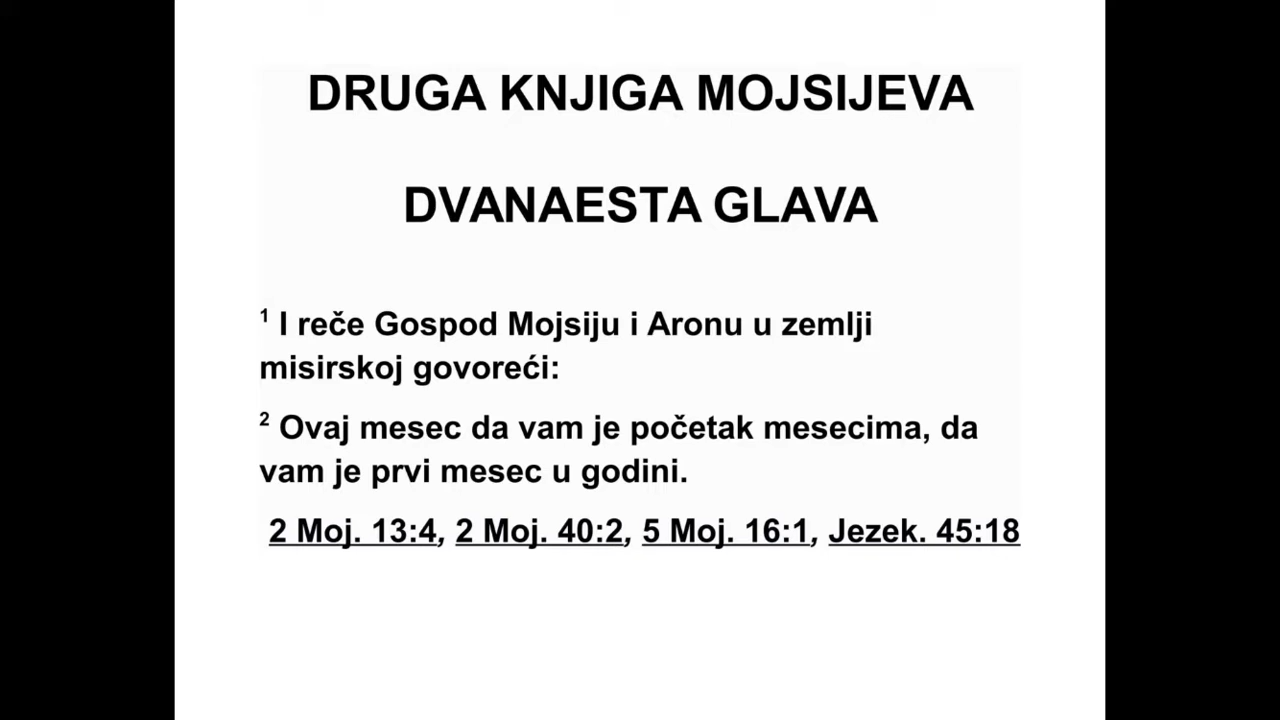 DRUGA KNJIGA MOJSIJEVA
DVANAESTA GLAVA
1 I reče Gospod Mojsiju i Aronu u zemlji
misirskoj govoreći:
2 Ovaj mesec da vam je početak mesecima, da
vam je prvi mesec u godini.
2 Moj. 13:4, 2 Moj. 40:2, 5 Moj. 16:1, Jezek. 45:18